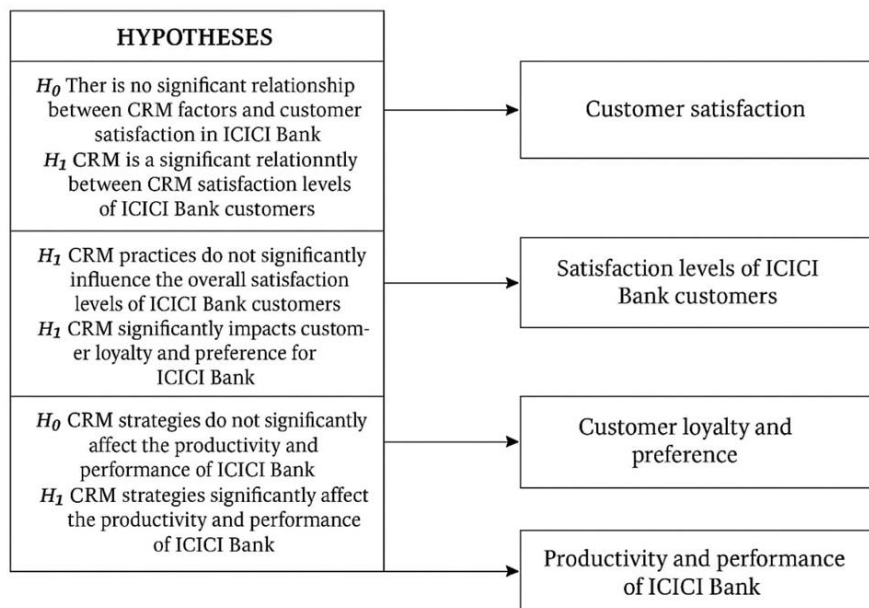 HYPOTHESES
H0 Ther is no significant relationship
between CRM factors and customer
satisfaction in ICICI Bank
H1 CRM is a significant relationntly
between CRM satisfaction levels
of ICICI Bank customers
H1 CRM practices do not significantly
influence the overall satisfaction
levels of ICICI Bank customers
H1 CRM significantly impacts custom-
er loyalty and preference for
ICICI Bank
H0 CRM strategies do not significantly
affect the productivity and
performance of ICICI Bank
H1 CRM strategies significantly affect
the productivity and performance
of ICICI Bank
Customer satisfaction
Satisfaction levels of ICICI
Bank customers
Customer loyalty and
preference
Productivity and performance
of ICICI Bank